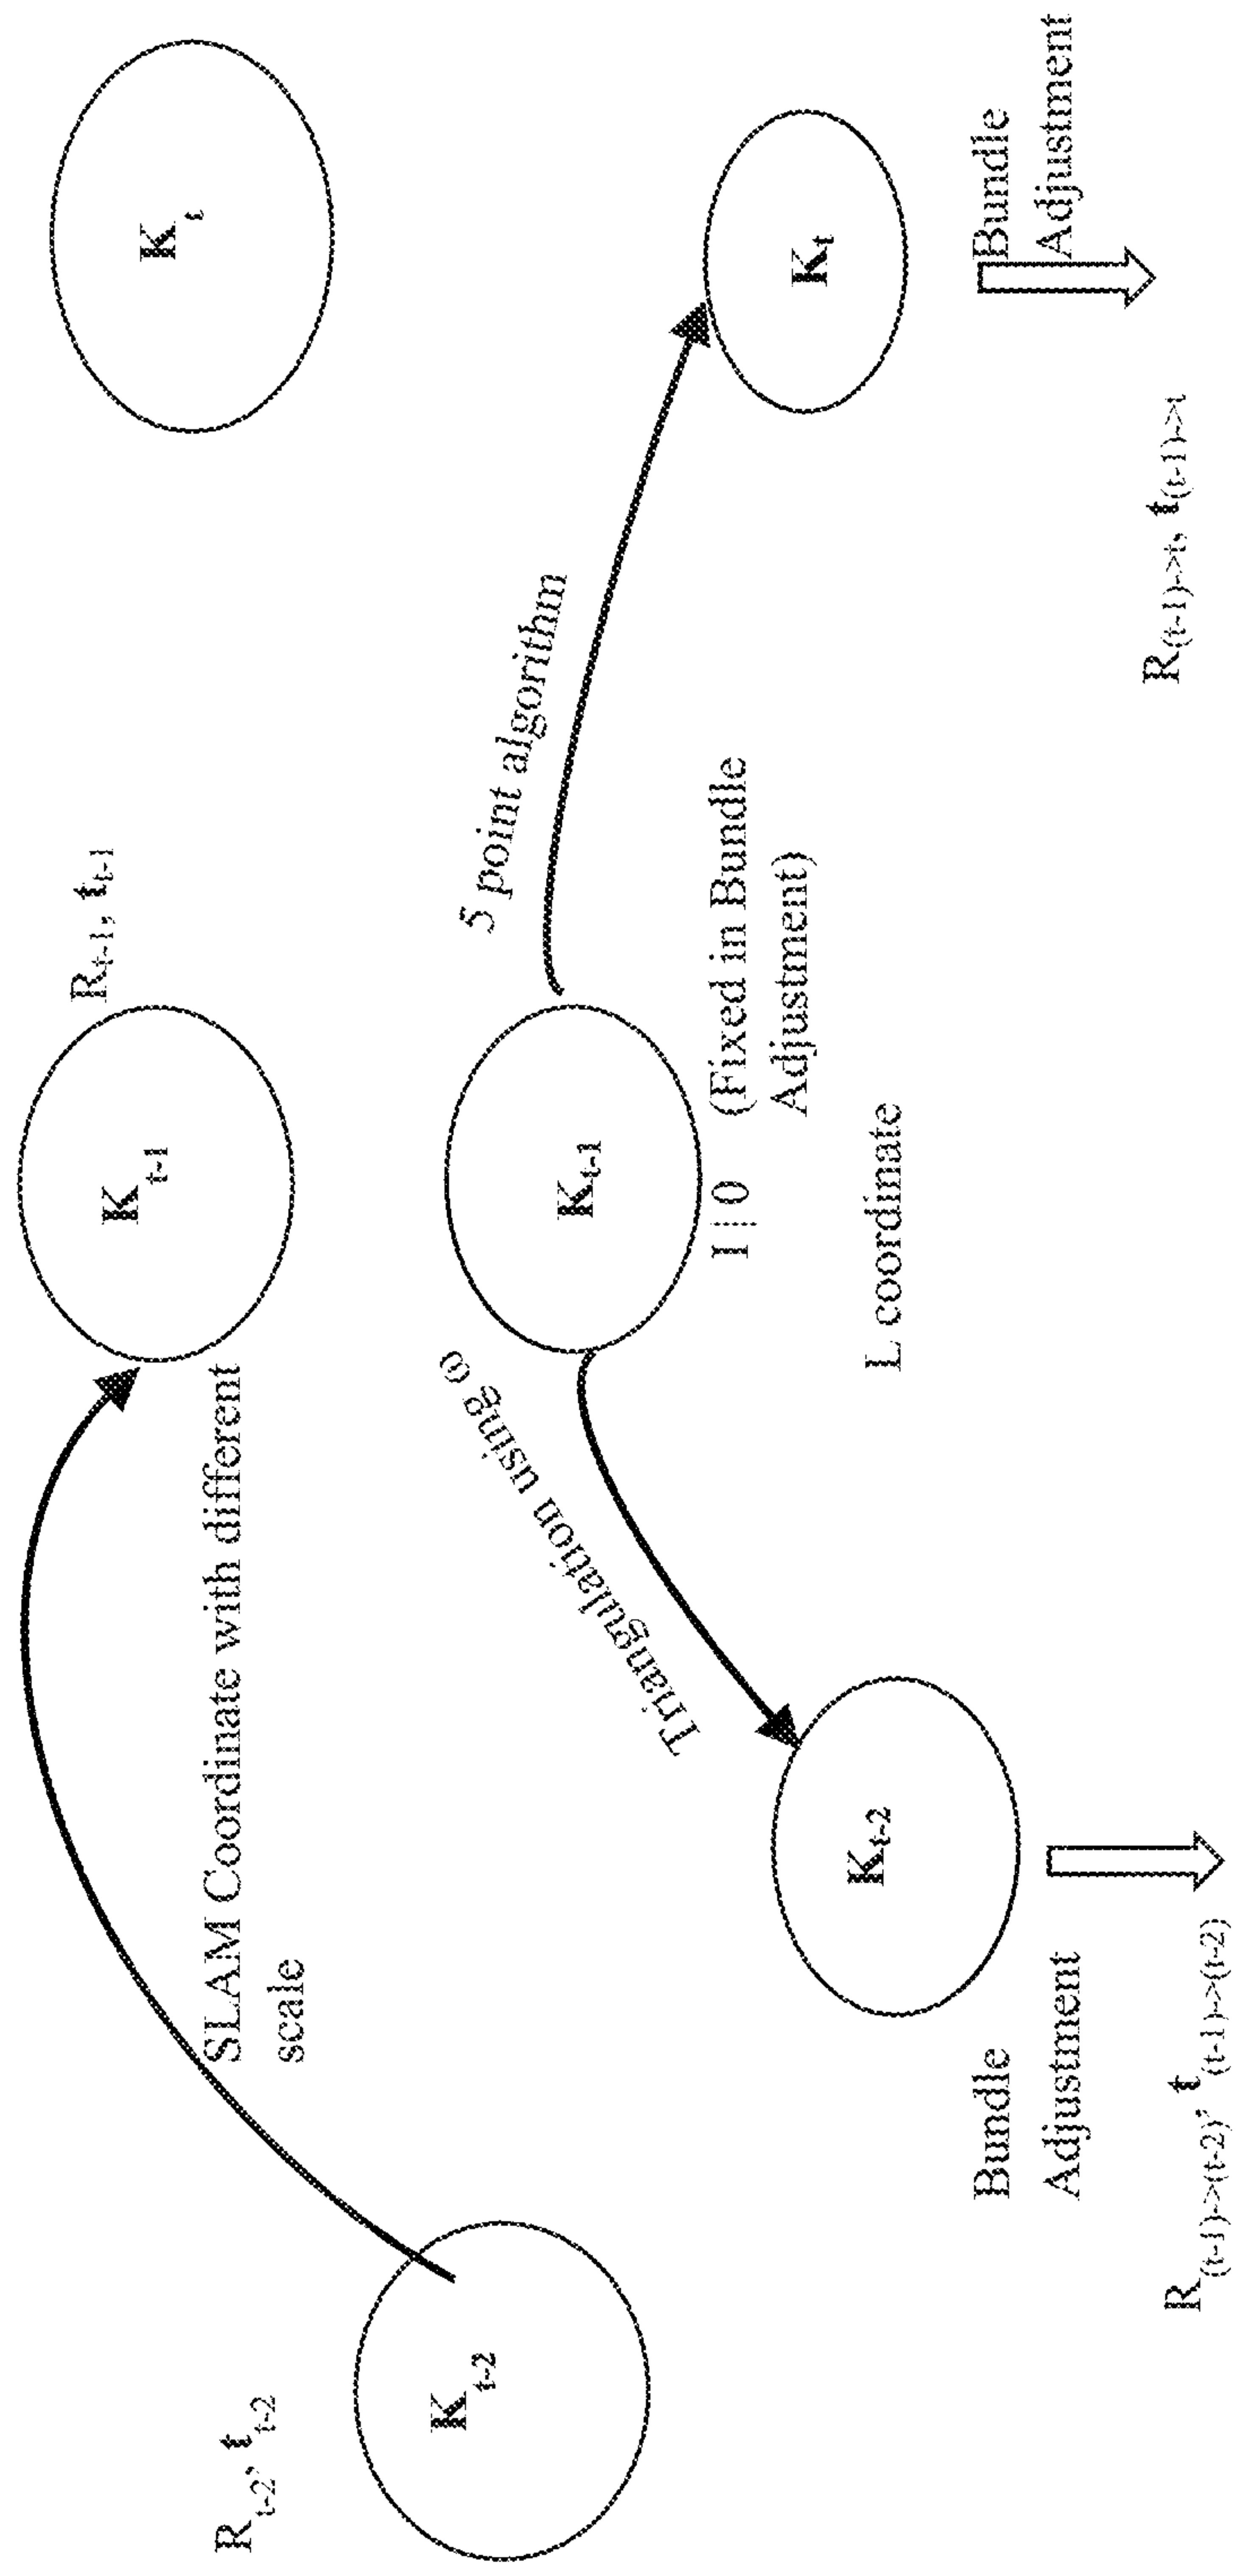 R_{t-2}, t_{t-2}
K_{t-2}
SLAM Coordinate with different
scale
R_{t-1}, t_{t-1}
K_{t-1}
K_t
Triangulation using ω
5 point algorithm
K_{t-2}
K_{t-1}
K_t
I | 0 (Fixed in Bundle
Adjustment)
L coordinate
Bundle
Adjustment
R_{(t-1)->(t-2)}, t_{(t-1)->(t-2)}
Bundle
Adjustment
R_{(t-1)->t}, t_{(t-1)->t}